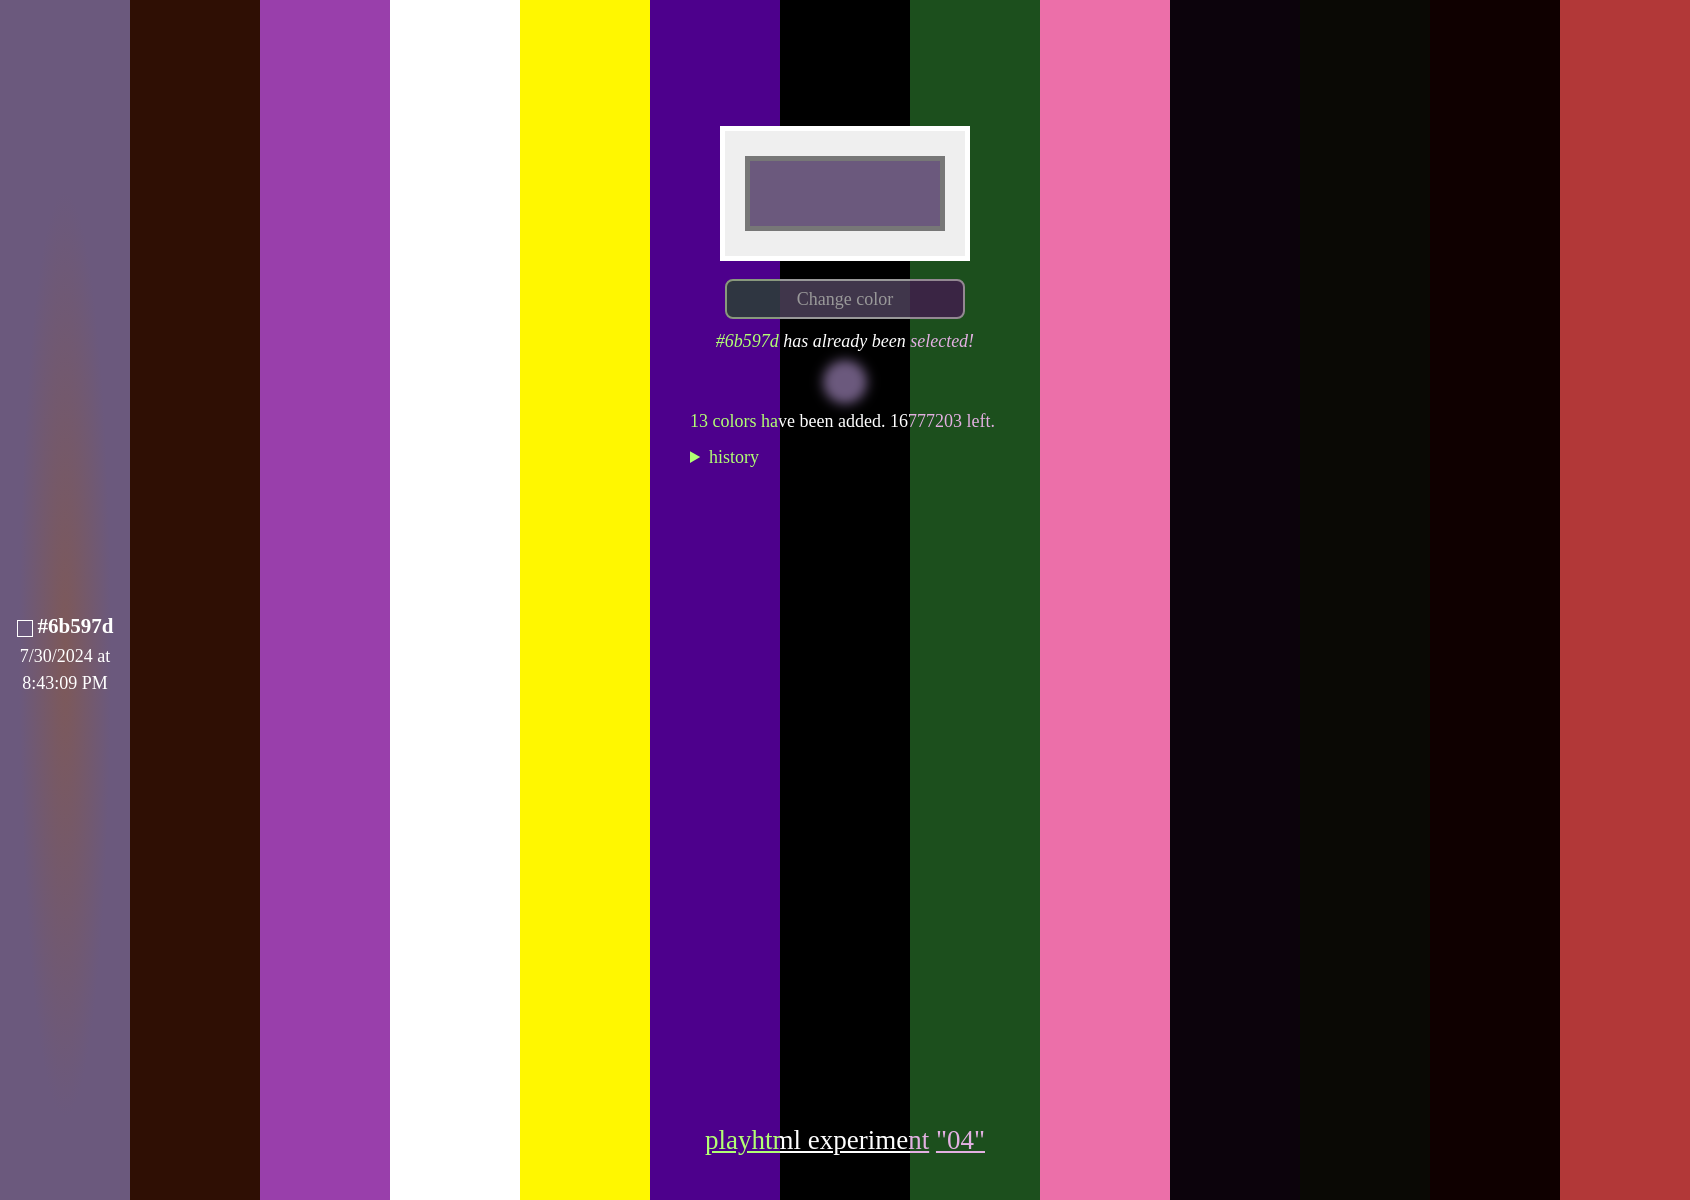 Change color
#6b597d has already been selected!
13 colors have been added. 16777203 left.
history
#6b597d
7/30/2024 at
8:43:09 PM
playhtml experiment "04"